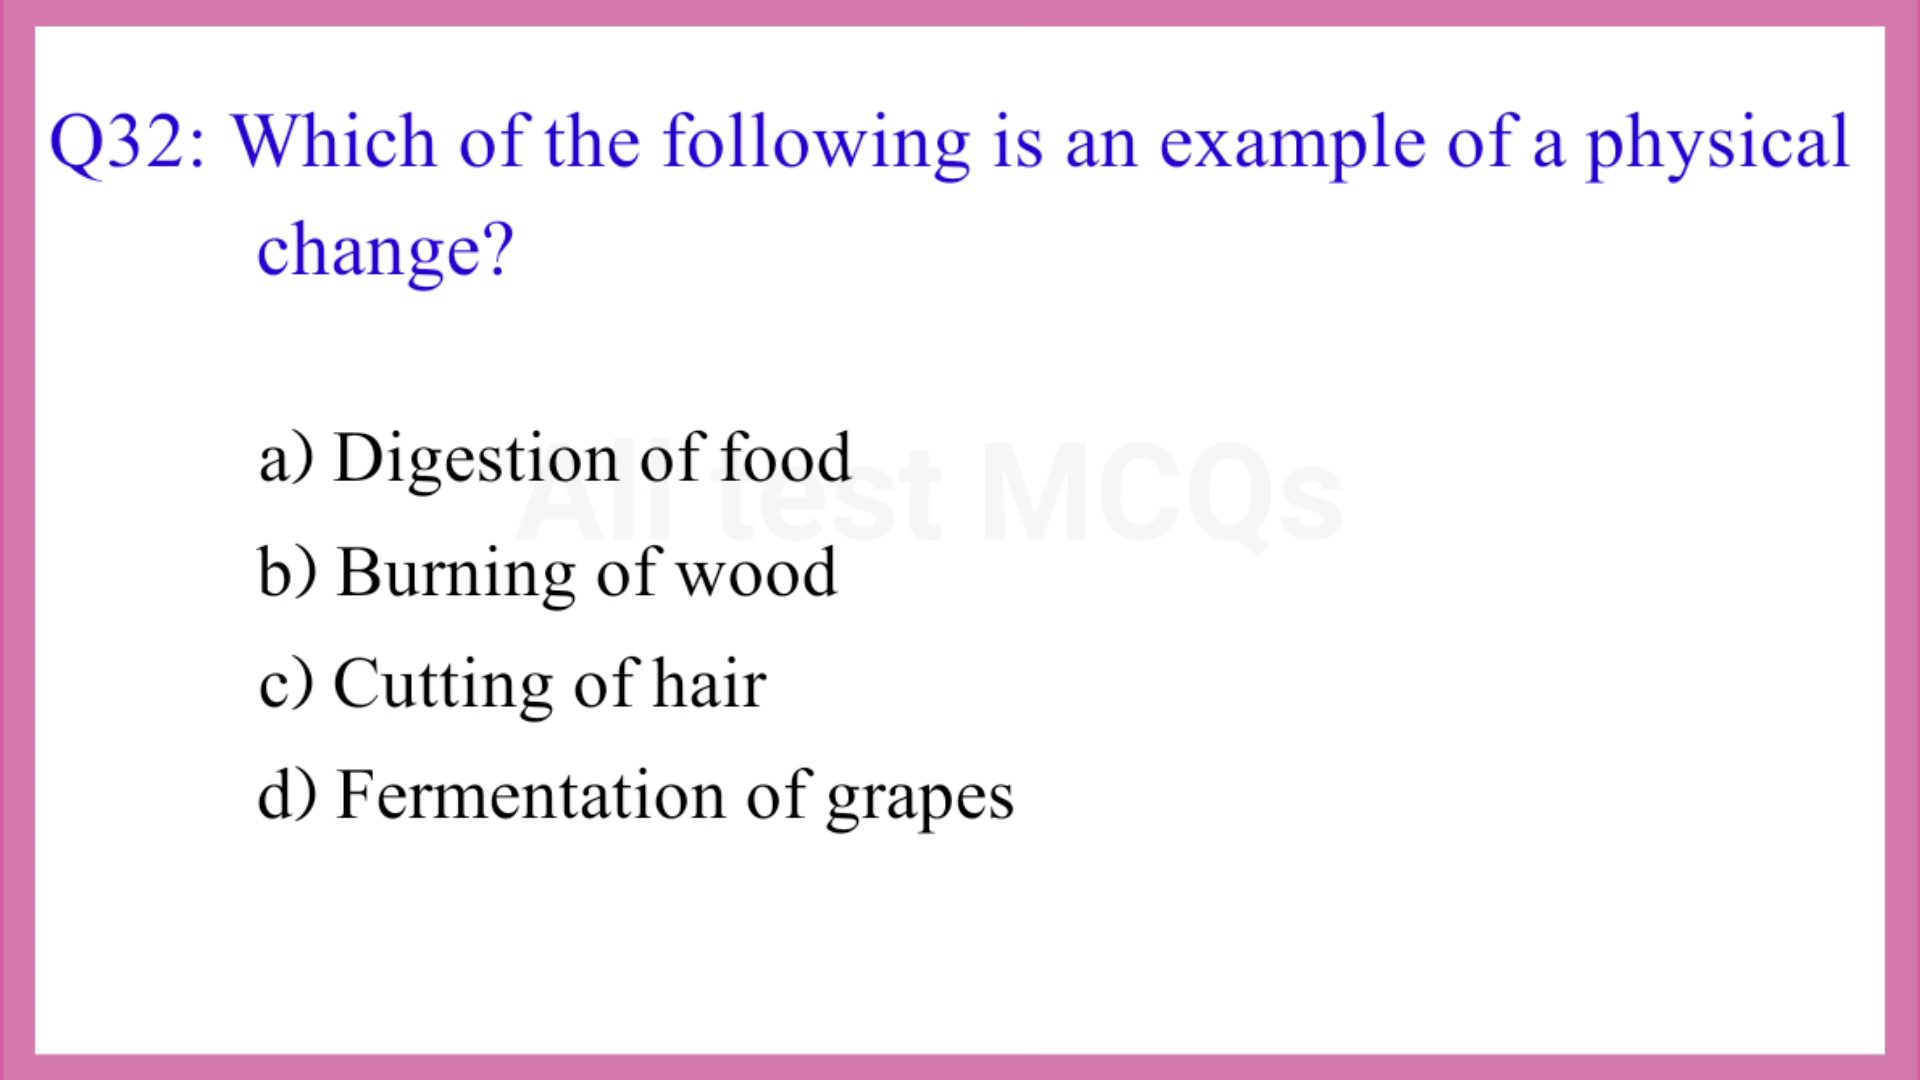 Q32: Which of the following is an example of a physical
change?
a) Digestion of food
All test MCQs
b) Burning of wood
c) Cutting of hair
d) Fermentation of grapes